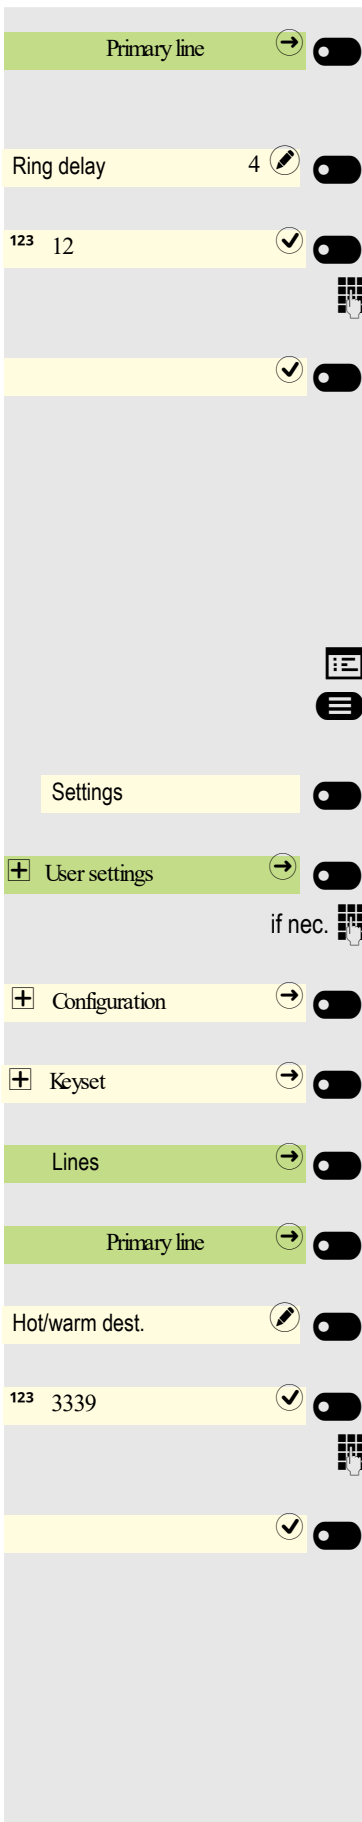 Primary line
Ring delay 4
123 12
Settings
User settings
if nec.
Configuration
Keyset
Lines
Primary line
Hot/warm dest.
123 3339